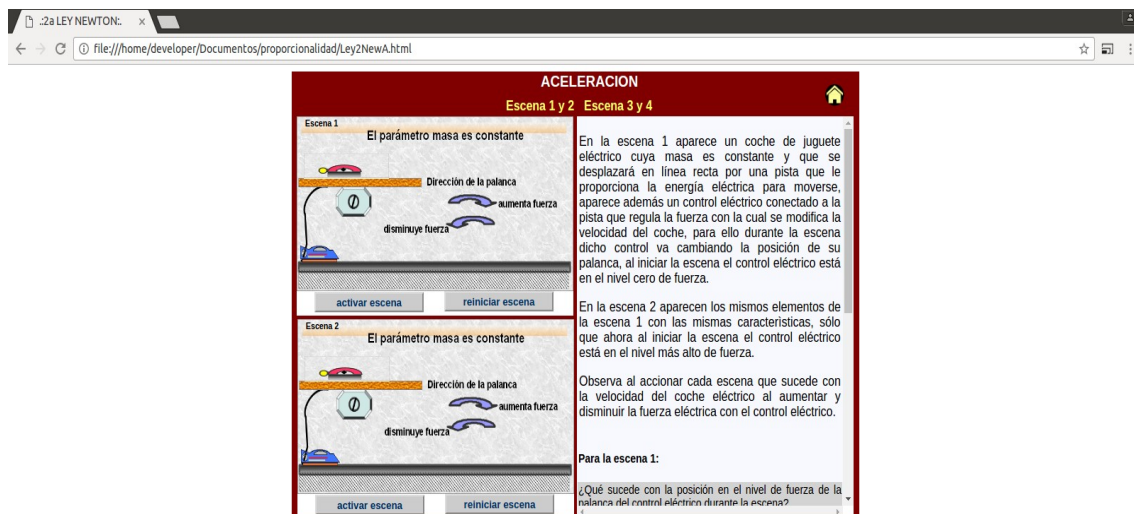 .:2a LEY NEWTON:.
file:///home/developer/Documentos/proporcionalidad/Ley2NewA.html
ACELERACION
Escena 1 y 2 Escena 3 y 4
Escena 1
El parámetro masa es constante
Dirección de la palanca
aumenta fuerza
disminuye fuerza
activar escena
reiniciar escena
Escena 2
El parámetro masa es constante
Dirección de la palanca
aumenta fuerza
disminuye fuerza
activar escena
reiniciar escena
En la escena 1 aparece un coche de juguete
eléctrico cuya masa es constante y que se
desplazará en línea recta por una pista que le
proporciona la energía eléctrica para moverse,
aparece además un control eléctrico conectado a la
pista que regula la fuerza con la cual se modifica la
velocidad del coche, para ello durante la escena
dicho control va cambiando la posición de su
palanca, al iniciar la escena el control eléctrico está
en el nivel cero de fuerza.
En la escena 2 aparecen los mismos elementos de
la escena 1 con las mismas características, sólo
que ahora al iniciar la escena el control eléctrico
está en el nivel más alto de fuerza.
Observa al accionar cada escena que sucede con
la velocidad del coche eléctrico al aumentar y
disminuir la fuerza eléctrica con el control eléctrico.
Para la escena 1:
¿Qué sucede con la posición en el nivel de fuerza de la
palanca del control eléctrico durante la escena?